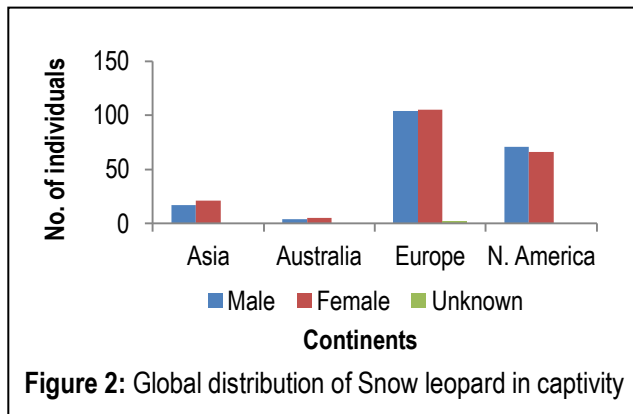 150
100
50
0
No. of individuals
Asia Australia Europe N. America
Male Female Unknown
Continents
Figure 2: Global distribution of Snow leopard in captivity